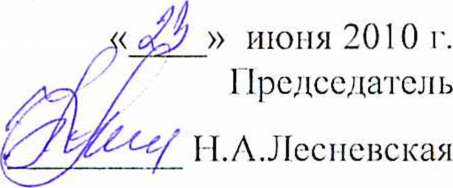 «23» июня 2010 г.
Председатель
Н.А.Лесневская